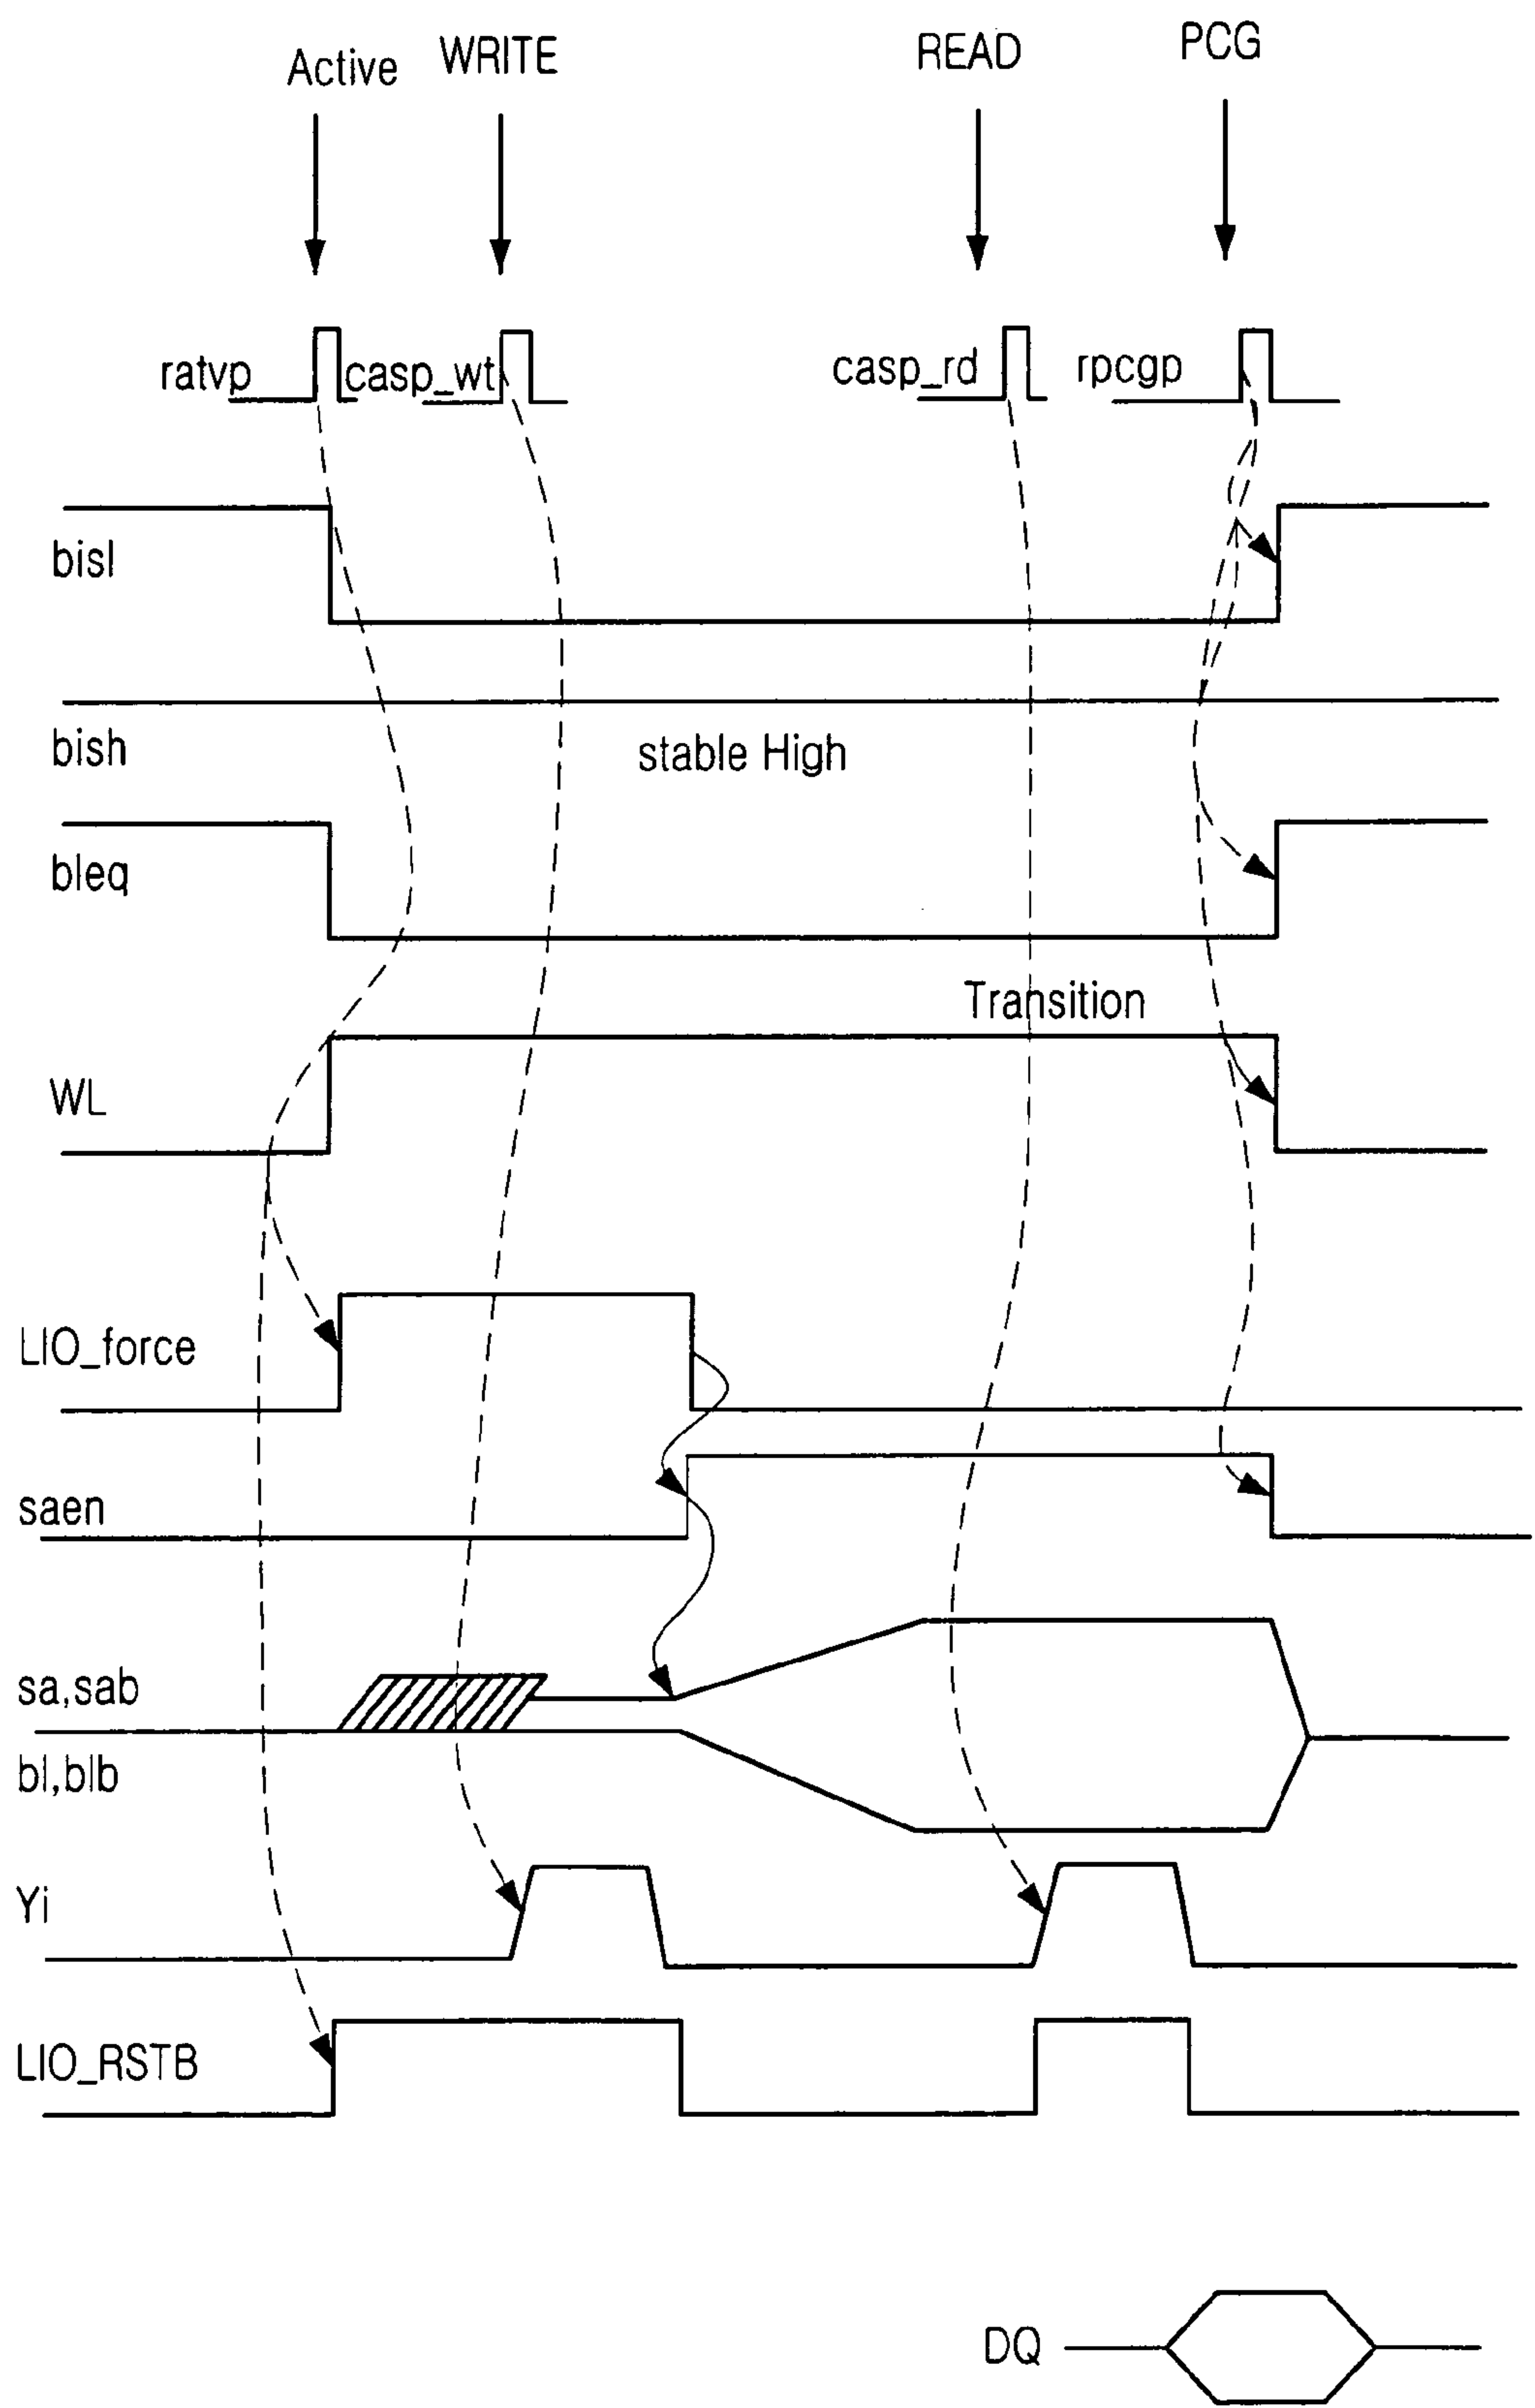 Active WRITE READ PCG
ratvp casp_wt casp_rd rpcgp
bisl
bish
stable High
bleq
Transition
WL
LIO_force
saen
sa,sab
bl,blb
Yi
LIO_RSTB
DQ